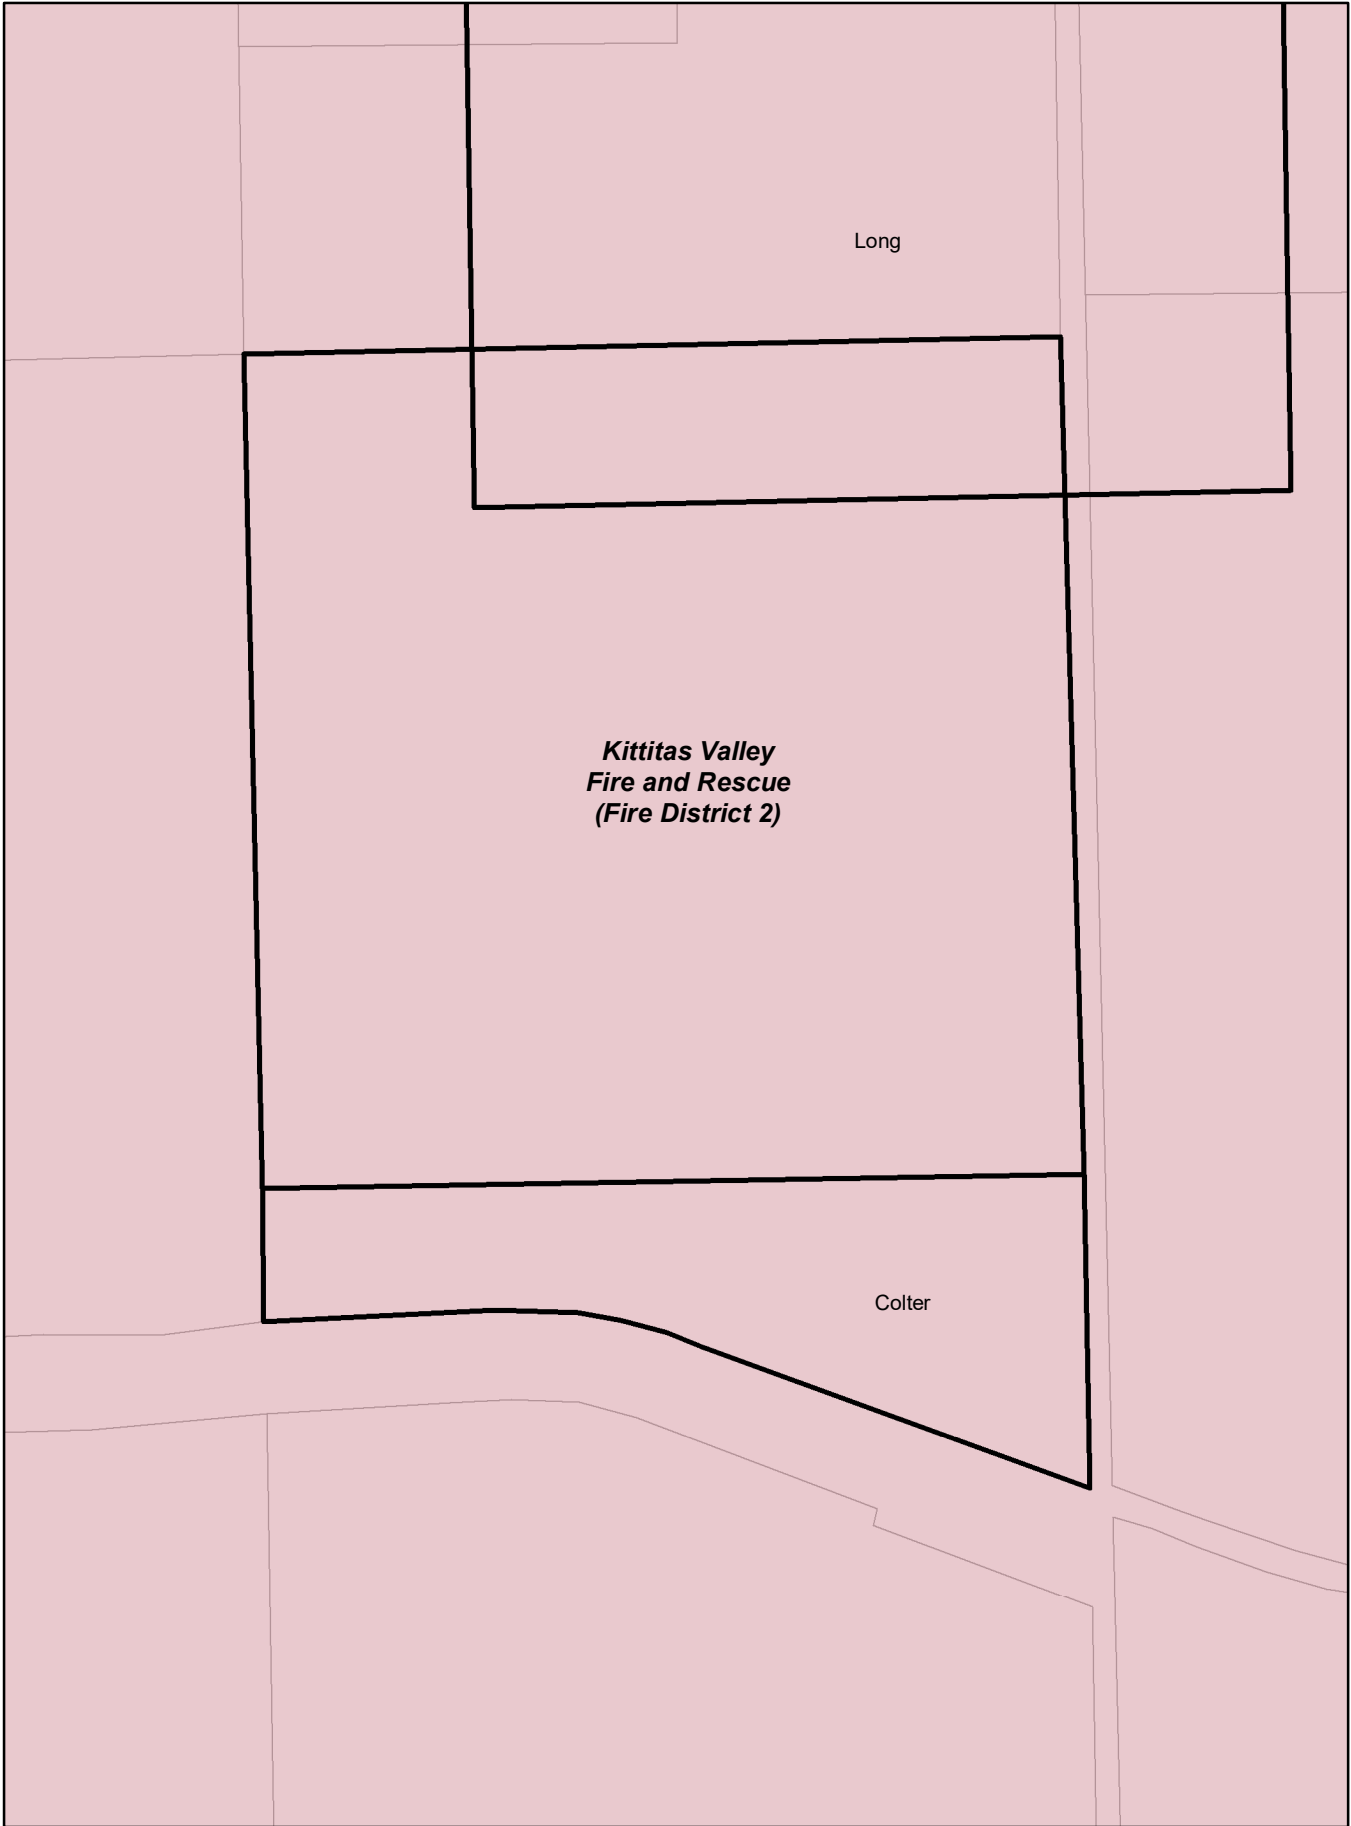 Long
Kittitas Valley
Fire and Rescue
(Fire District 2)
Colter